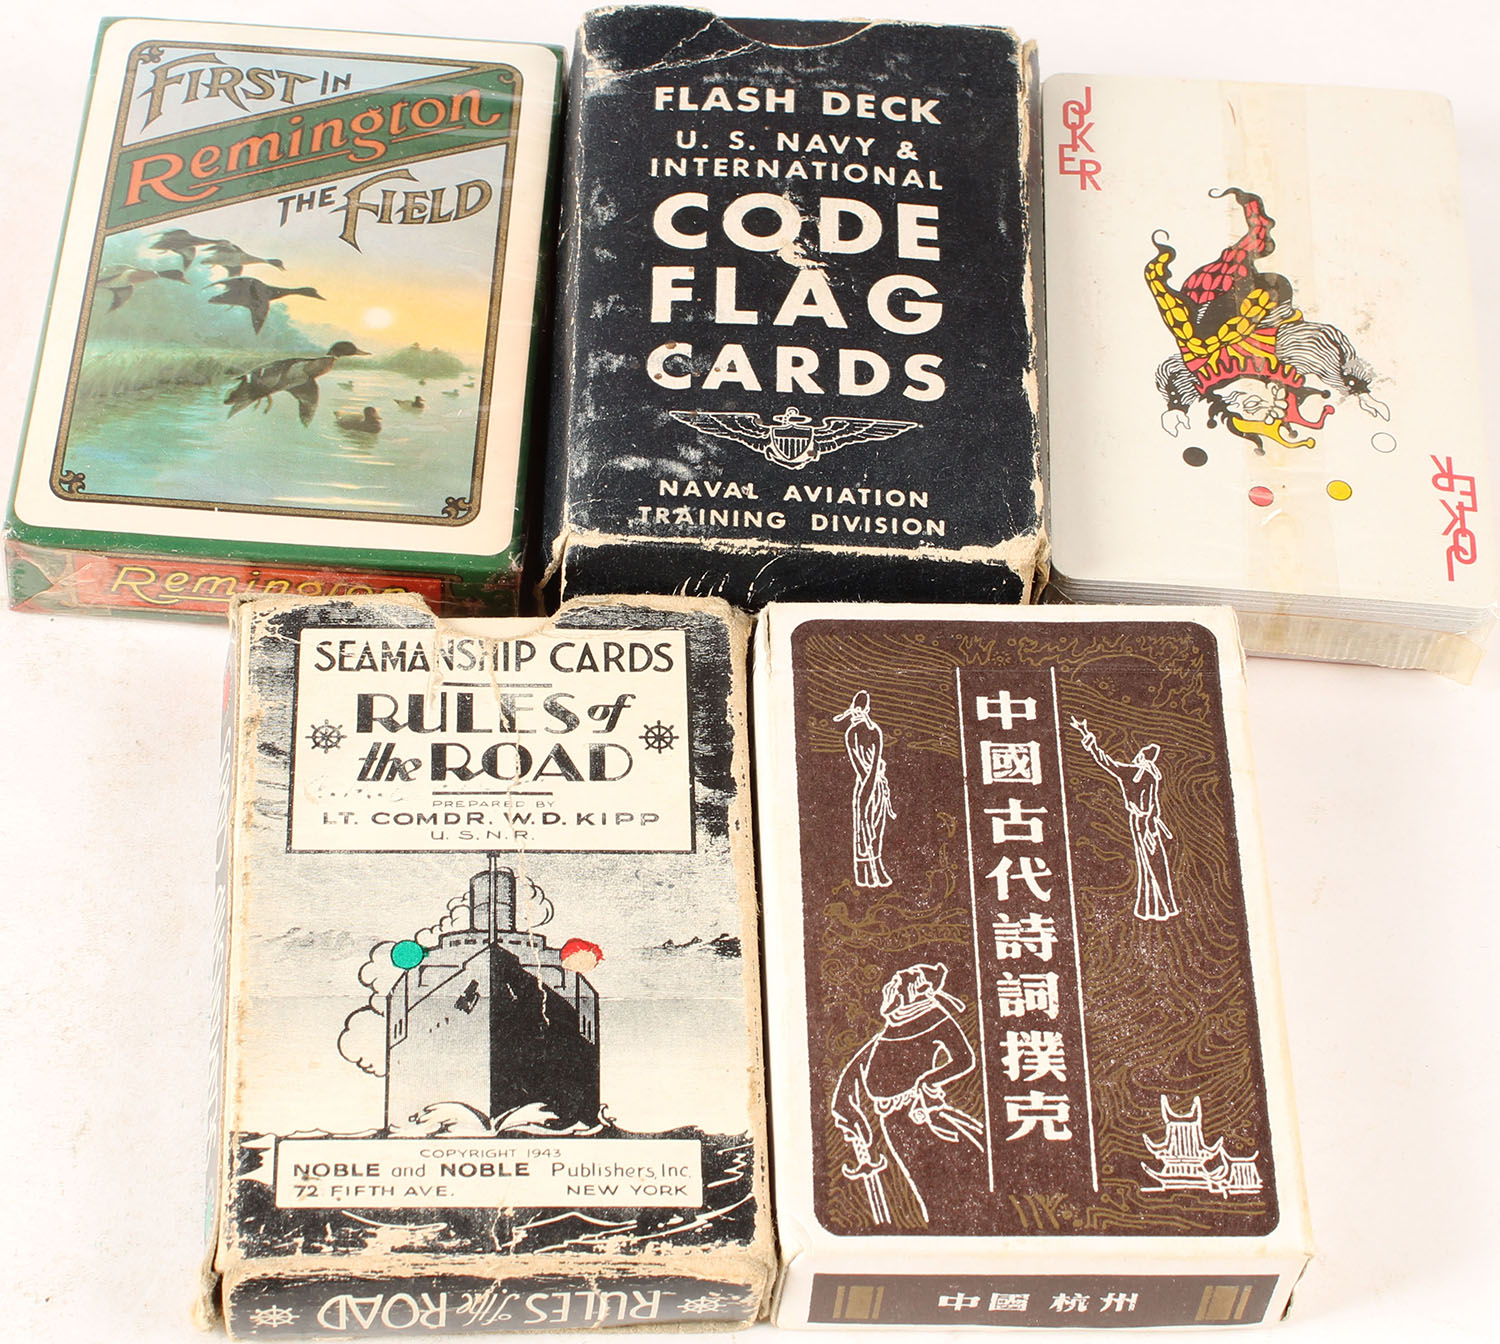 FIRST IN
Remington
THE FIELD
Remington
FLASH DECK
U. S. NAVY &
INTERNATIONAL
CODE
FLAG
CARDS
NAVAL AVIATION
TRAINING DIVISION
JOKER
JOKER
SEAMANSHIP CARDS
RULES of
the ROAD
PREPARED BY
LT. COMDR. W.D. KIPP
U.S.N.R.
COPYRIGHT 1943
NOBLE and NOBLE Publishers, Inc.
72 FIFTH AVE. NEW YORK
RULES of the ROAD
中國古代詩詞撲克
中國 杭州